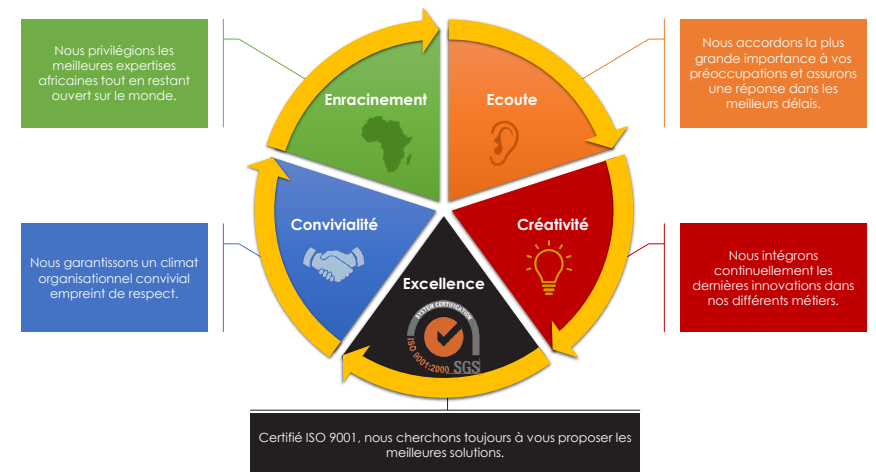 Nous privilégions les
meilleures expertises
africaines tout en restant
ouvert sur le monde.
Enracinement
Ecoute
Nous accordons la plus
grande importance à vos
préoccupations et assurons
une réponse dans les
meilleurs délais.
Nous garantissons un climat
organisationnel convivial
empreint de respect.
Convivialité
Créativité
Nous intégrons
continuellement les
dernières innovations dans
nos différents métiers.
Excellence
SYSTEM CERTIFICATION
ISO 9001:2000
SGS
Certifié ISO 9001, nous cherchons toujours à vous proposer les
meilleures solutions.